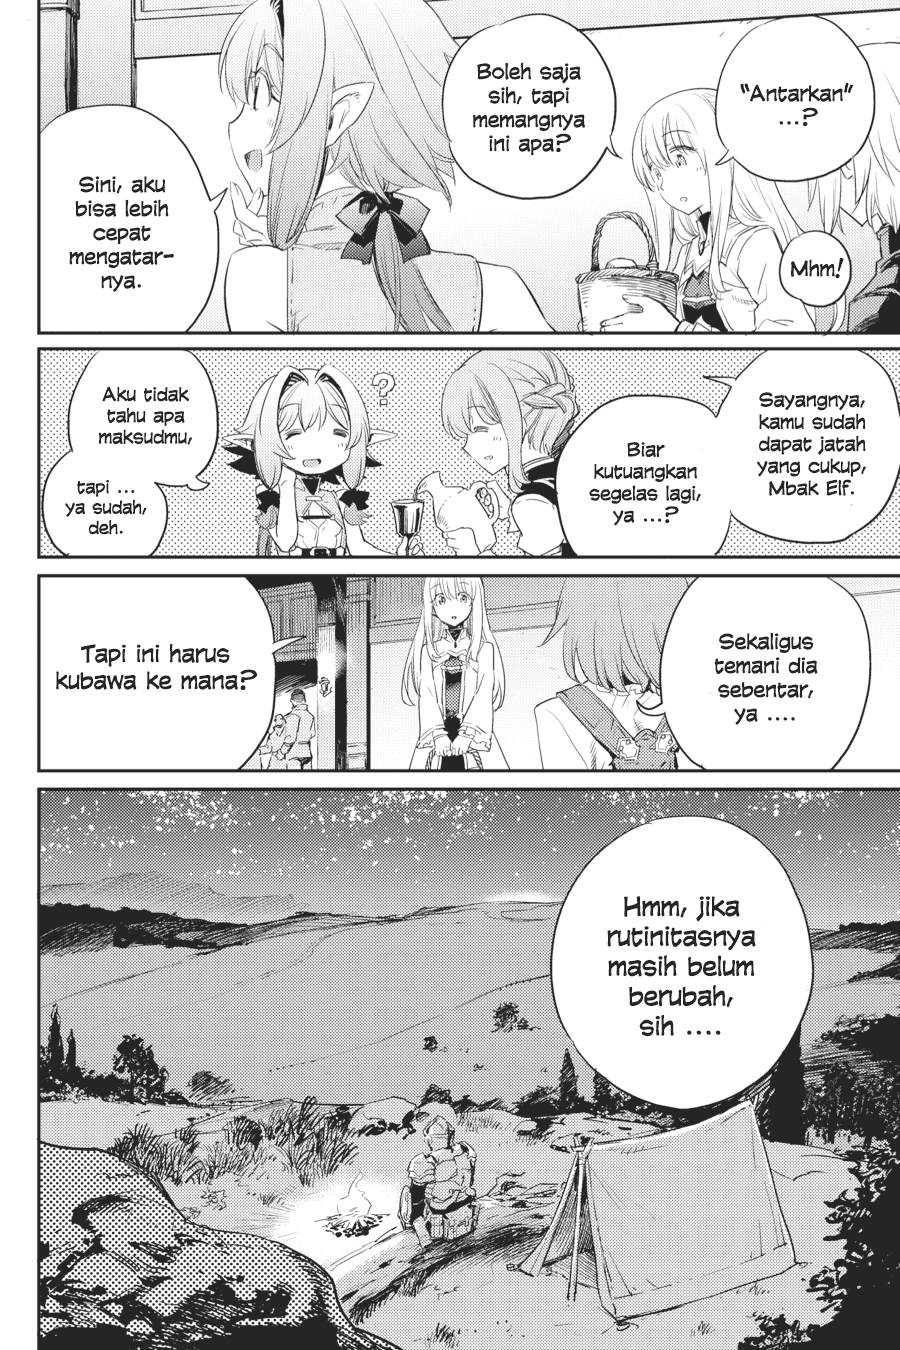 “Antarkan”
...?
Mhm!
Boleh saja
sih, tapi
memangnya
ini apa?
Sini, aku
bisa lebih
cepat
mengatar-
nya.
Sayangnya,
kamu sudah
dapat jatah
yang cukup,
Mbak Elf.
Biar
kutuangkan
segelas lagi,
ya ...?
?
Aku tidak
tahu apa
maksudmu,
tapi ...
ya sudah,
deh.
Sekaligus
temani dia
sebentar,
ya ....
Tapi ini harus
kubawa ke mana?
Hmm, jika
rutinitasnya
masih belum
berubah,
sih ....